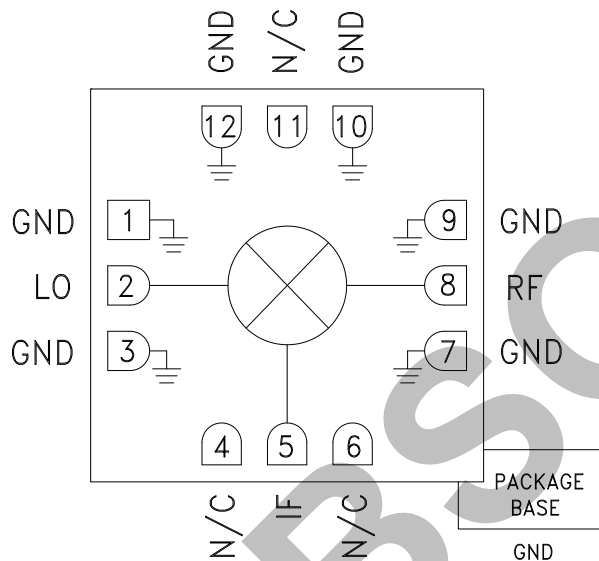 GND N/C GND
12 11 10
GND 1 9 GND
LO 2 8 RF
GND 3 7 GND
4 5 6
N/C IF N/C
PACKAGE
BASE
GND
BSO